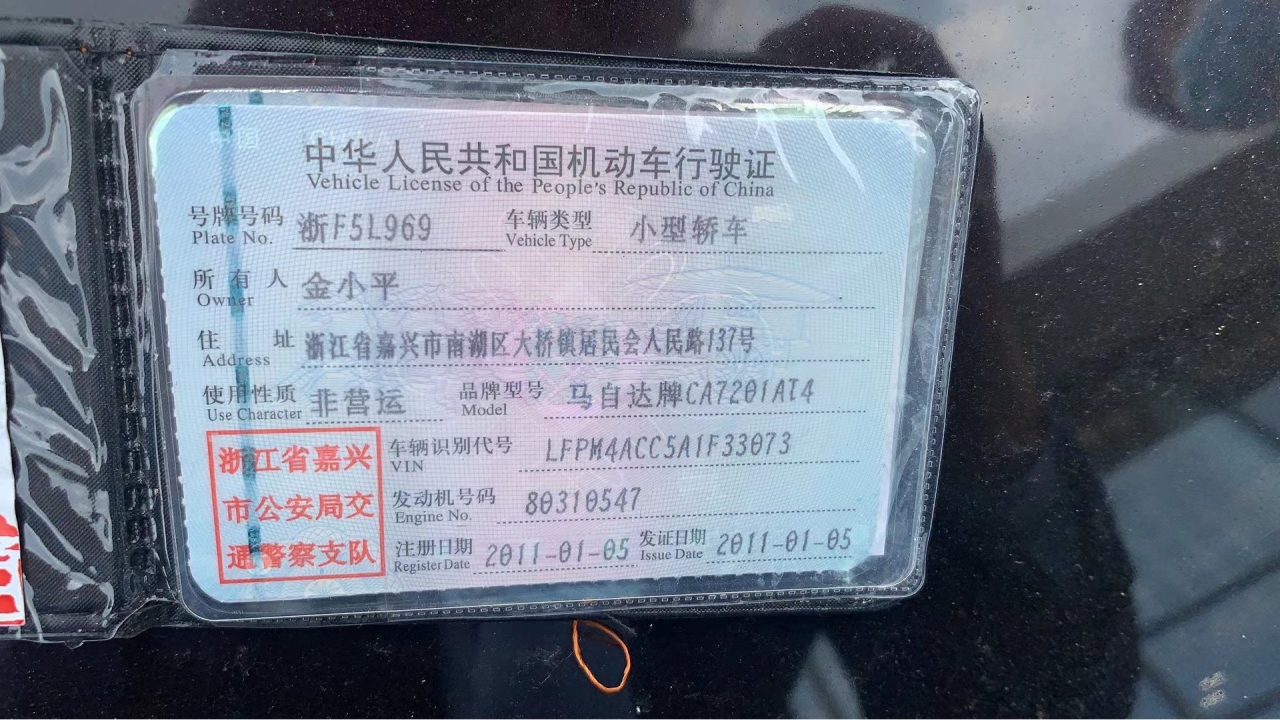 中华人民共和国机动车行驶证
Vehicle License of the People's Republic of China
号牌号码 浙F5L969 车辆类型 小型轿车
Plate No. Vehicle Type
所有人 金小平
Owner
住址 浙江省嘉兴市南湖区大桥镇居民会人民路137号
Address
使用性质 非营运 品牌型号 马自达牌CA7201AT4
Use Character Model
浙江省嘉兴
市公安局交
通警察支队
车辆识别代号 LFPM4ACC5A1F33073
VIN
发动机号码 80310547
Engine No.
注册日期 2011-01-05 发证日期 2011-01-05
Register Date Issue Date